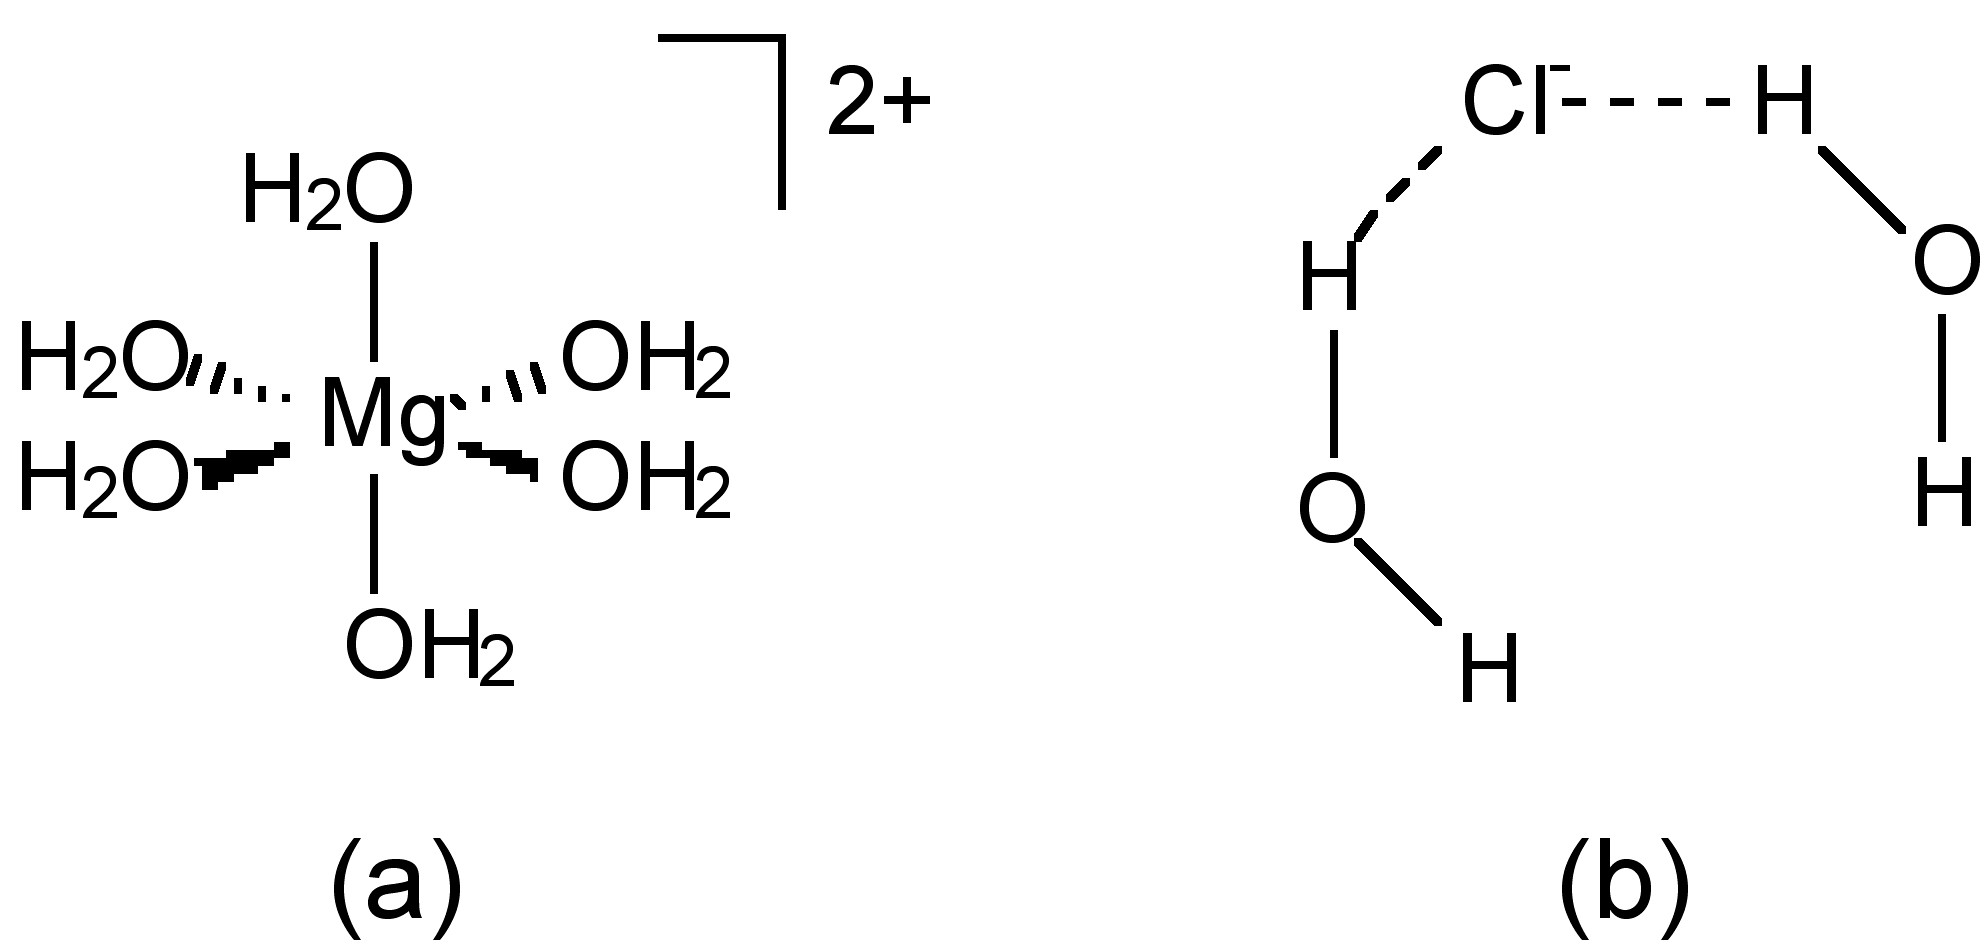 2+
Cl⁻ H
H₂O
H₂O OH₂
Mg
H₂O OH₂
OH₂
H
O
O
H
H
(a) (b)